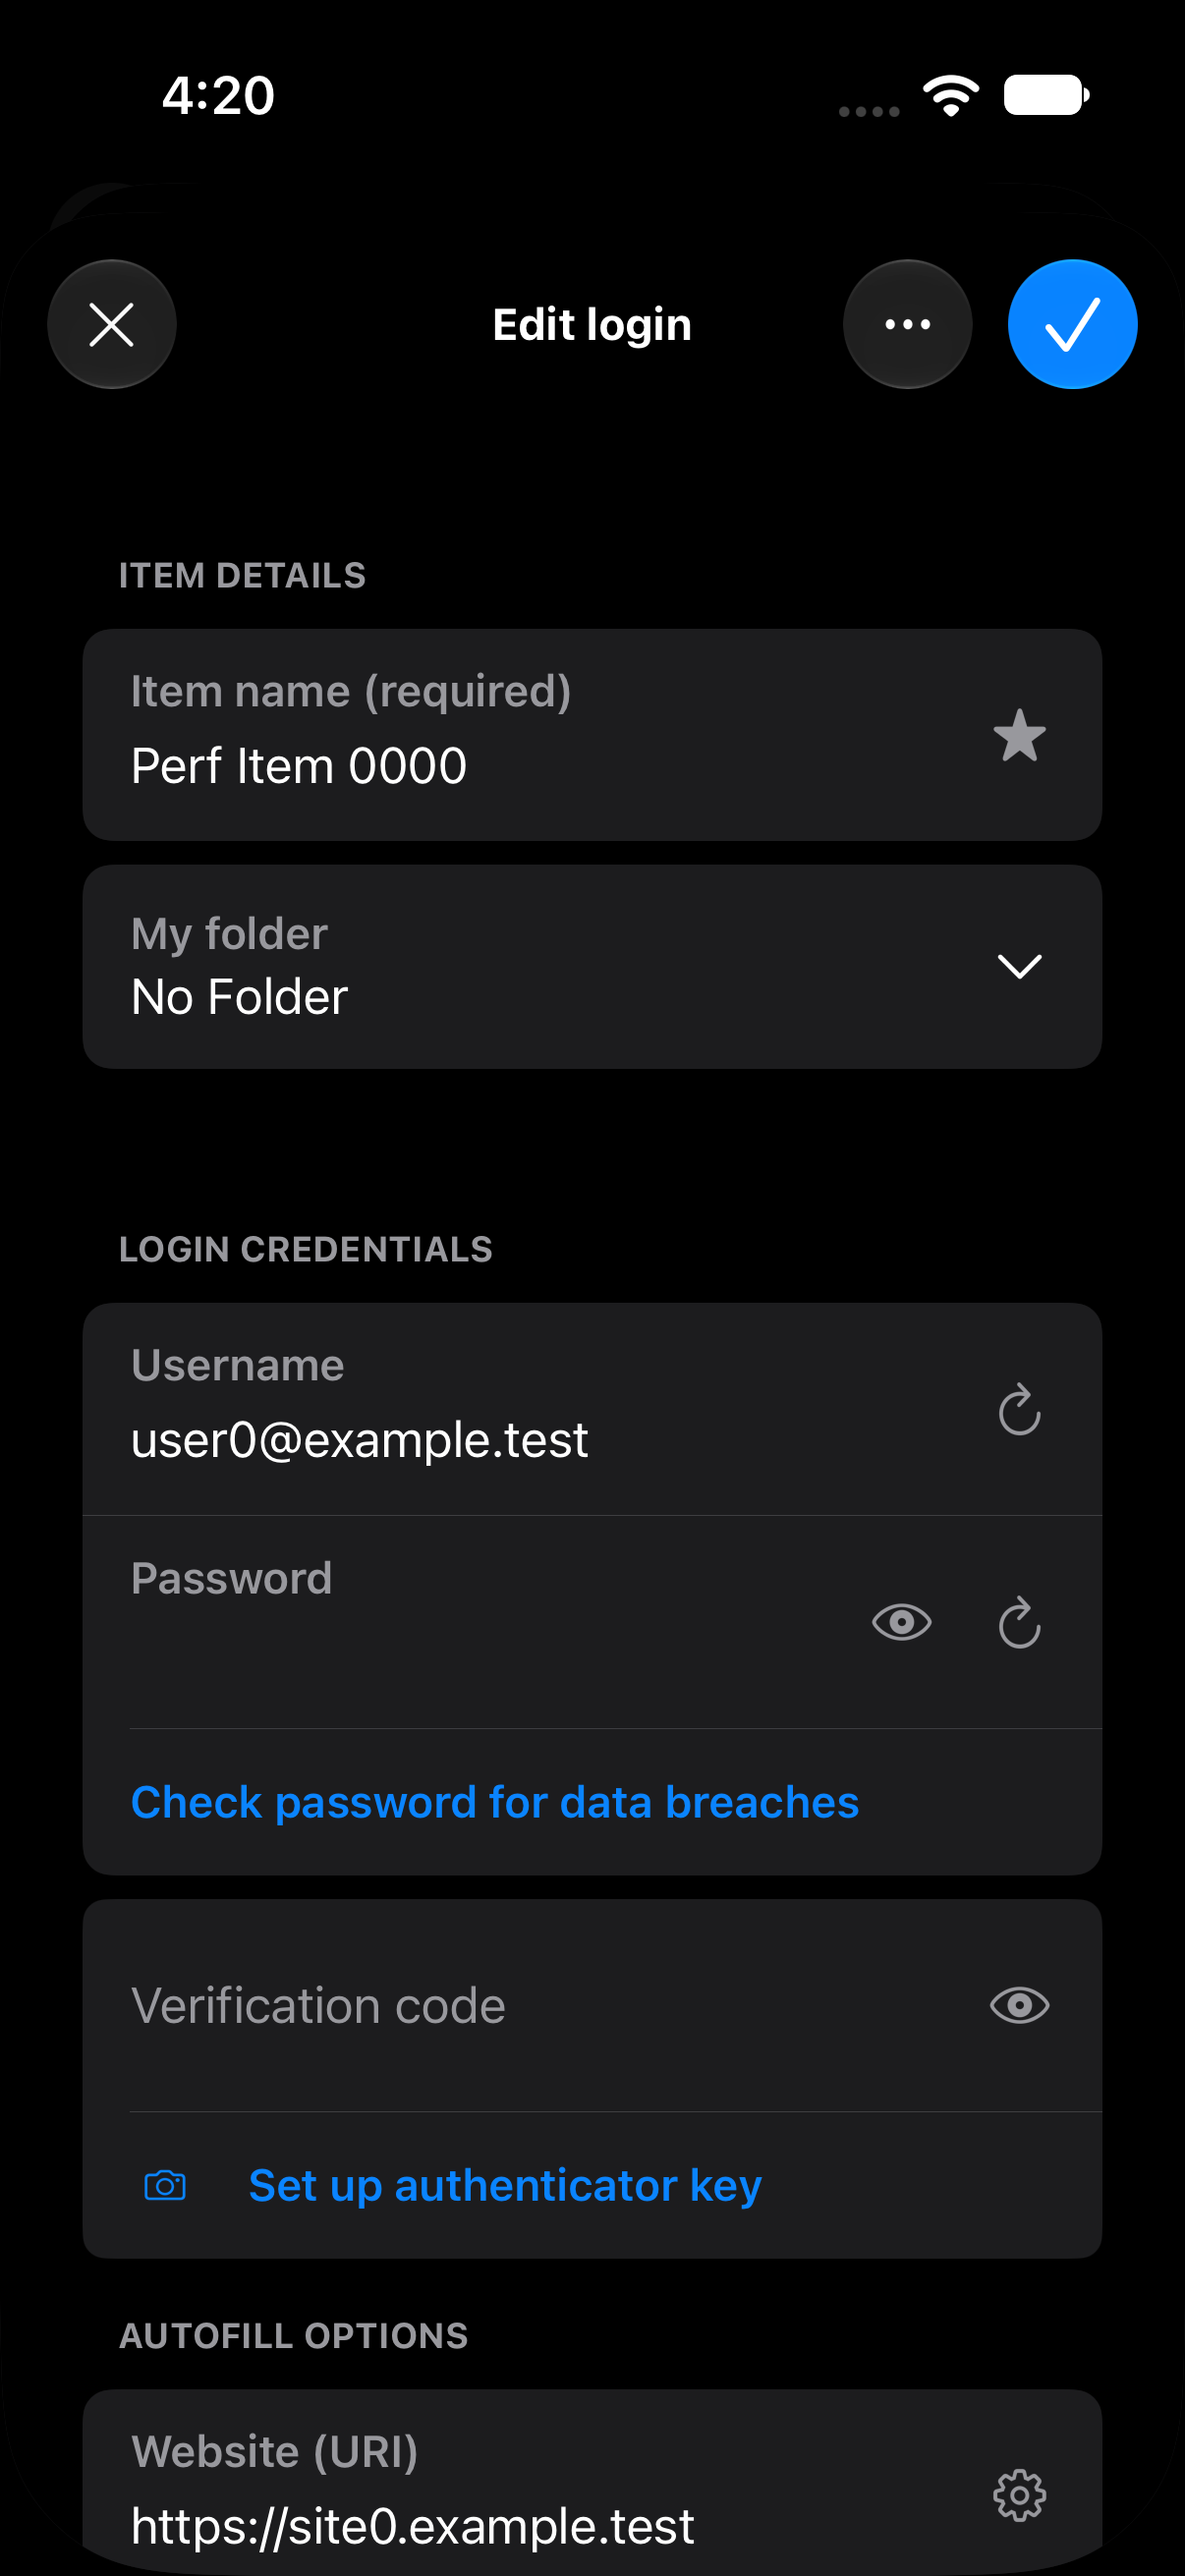 4:20
Edit login
ITEM DETAILS
Item name (required)
Perf Item 0000
My folder
No Folder
LOGIN CREDENTIALS
Username
user0@example.test
Password
Check password for data breaches
Verification code
Set up authenticator key
AUTOFILL OPTIONS
Website (URI)
https://site0.example.test